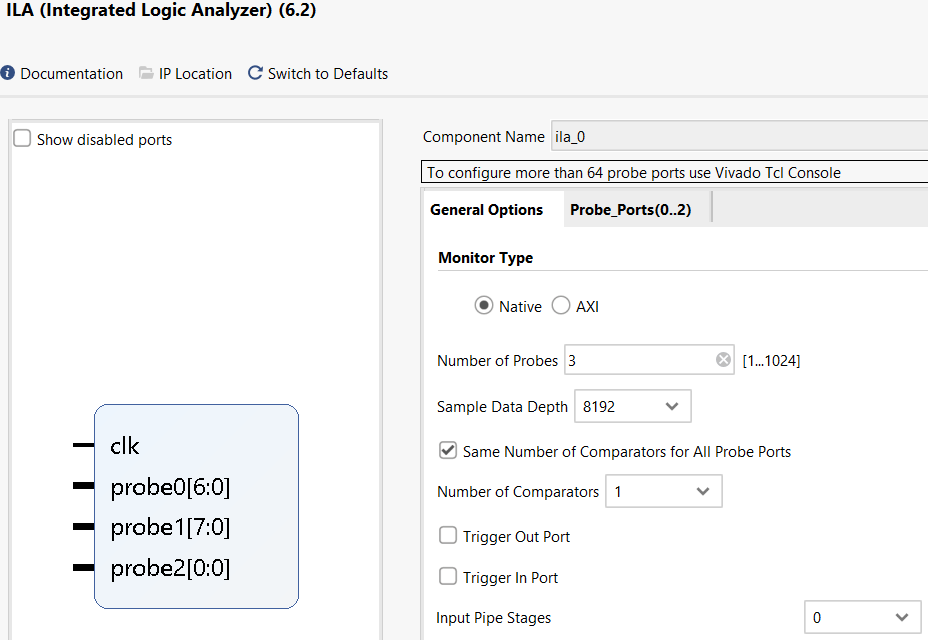 ILA (Integrated Logic Analyzer) (6.2)
Documentation IP Location Switch to Defaults
Show disabled ports
clk
probe0[6:0]
probe1[7:0]
probe2[0:0]
Component Name ila_0
To configure more than 64 probe ports use Vivado Tcl Console
General Options Probe_Ports(0..2)
Monitor Type
Native AXI
Number of Probes 3 [1...1024]
Sample Data Depth 8192
Same Number of Comparators for All Probe Ports
Number of Comparators 1
Trigger Out Port
Trigger In Port
Input Pipe Stages 0